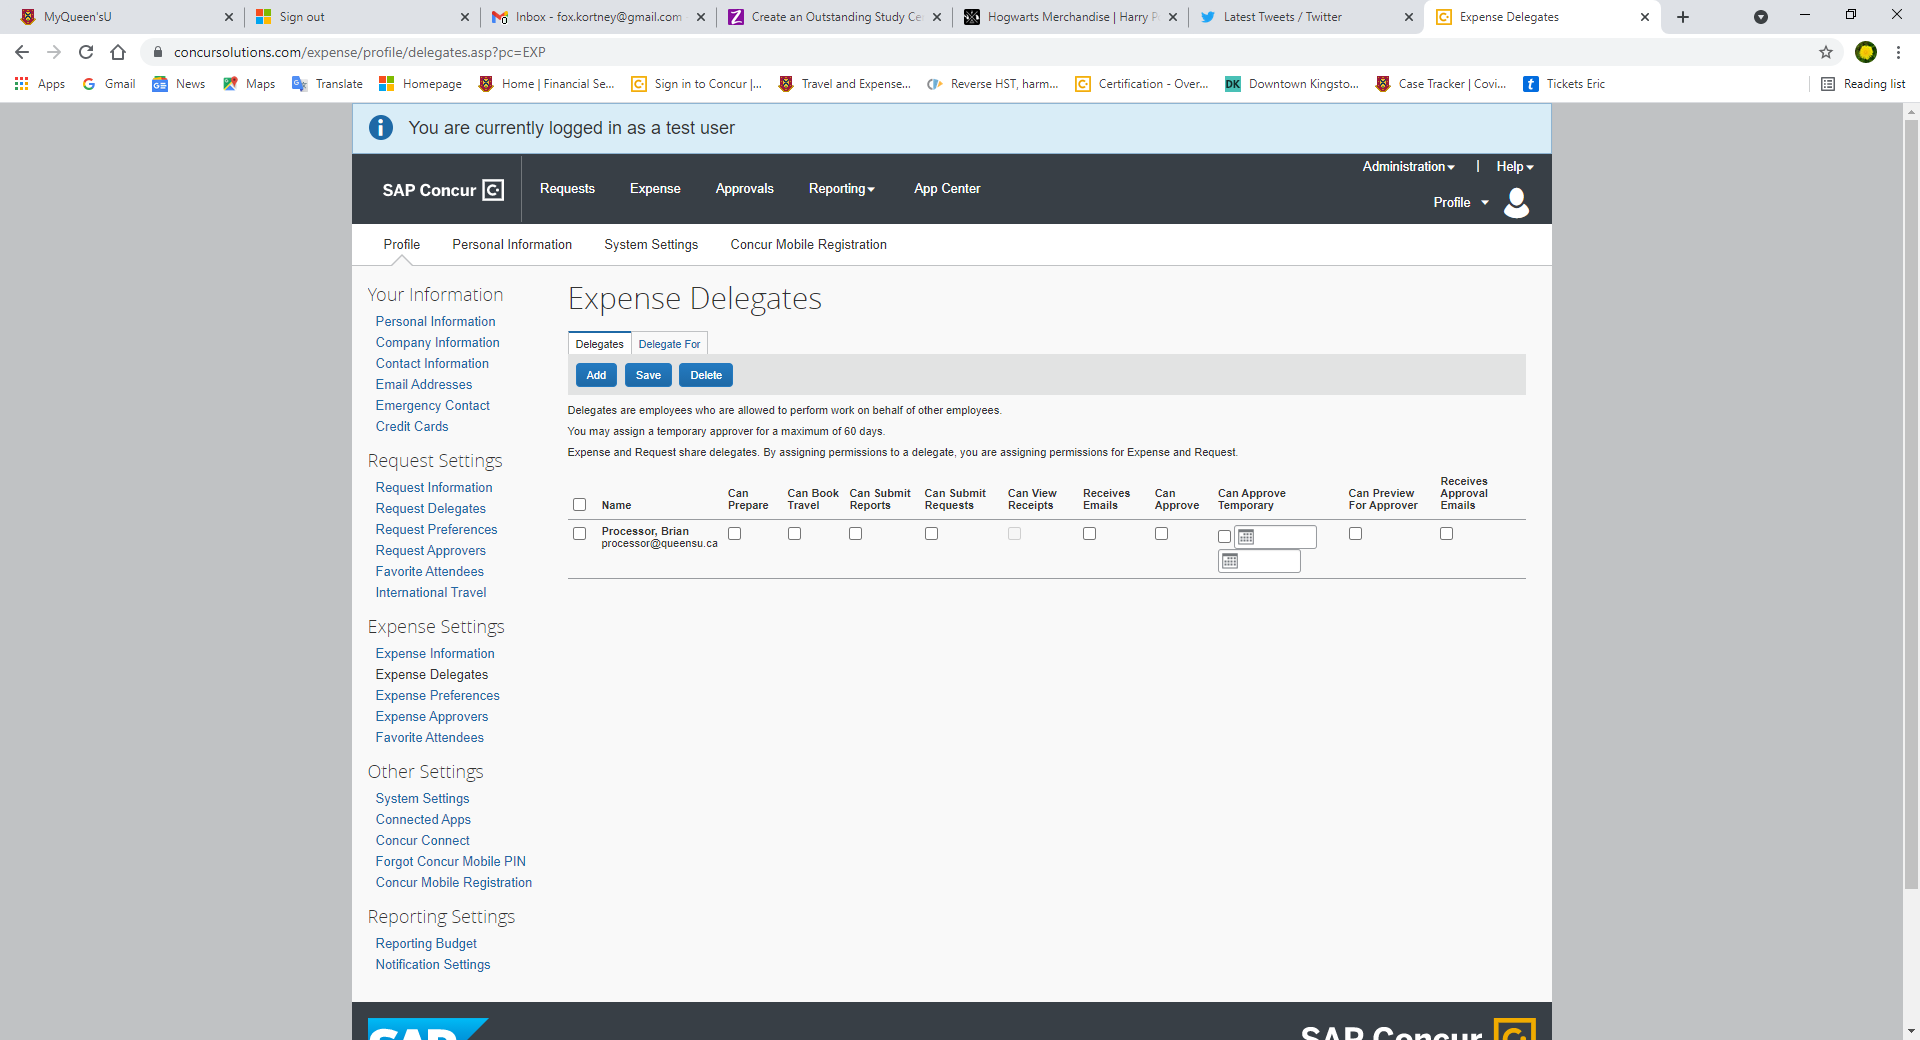 MyQueen'sU
Sign out
Inbox - fox.kortney@gmail.com
Create an Outstanding Study Ce
Hogwarts Merchandise | Harry P
Latest Tweets / Twitter
Expense Delegates
concursolutions.com/expense/profile/delegates.asp?pc=EXP
Apps
Gmail
News
Maps
Translate
Homepage
Home | Financial Se...
Sign in to Concur |...
Travel and Expense...
Reverse HST, harm...
Certification - Over...
DK Downtown Kingsto...
Case Tracker | Covi...
t Tickets Eric
Reading list
You are currently logged in as a test user
Administration | Help
SAP Concur C
Requests
Expense
Approvals
Reporting
App Center
Profile
Profile
Personal Information
System Settings
Concur Mobile Registration
Your Information
Personal Information
Company Information
Contact Information
Email Addresses
Emergency Contact
Credit Cards
Request Settings
Request Information
Request Delegates
Request Preferences
Request Approvers
Favorite Attendees
International Travel
Expense Settings
Expense Information
Expense Delegates
Expense Preferences
Expense Approvers
Favorite Attendees
Other Settings
System Settings
Connected Apps
Concur Connect
Forgot Concur Mobile PIN
Concur Mobile Registration
Reporting Settings
Reporting Budget
Notification Settings
Expense Delegates
Delegates
Delegate For
Add
Save
Delete
Delegates are employees who are allowed to perform work on behalf of other employees.
You may assign a temporary approver for a maximum of 60 days.
Expense and Request share delegates. By assigning permissions to a delegate, you are assigning permissions for Expense and Request.
Name
Can Prepare
Can Book Travel
Can Submit Reports
Can Submit Requests
Can View Receipts
Receives Emails
Can Approve
Can Approve Temporary
Can Preview For Approver
Receives Approval Emails
Processor, Brian
processor@queensu.ca
SAP
SAP Concur C